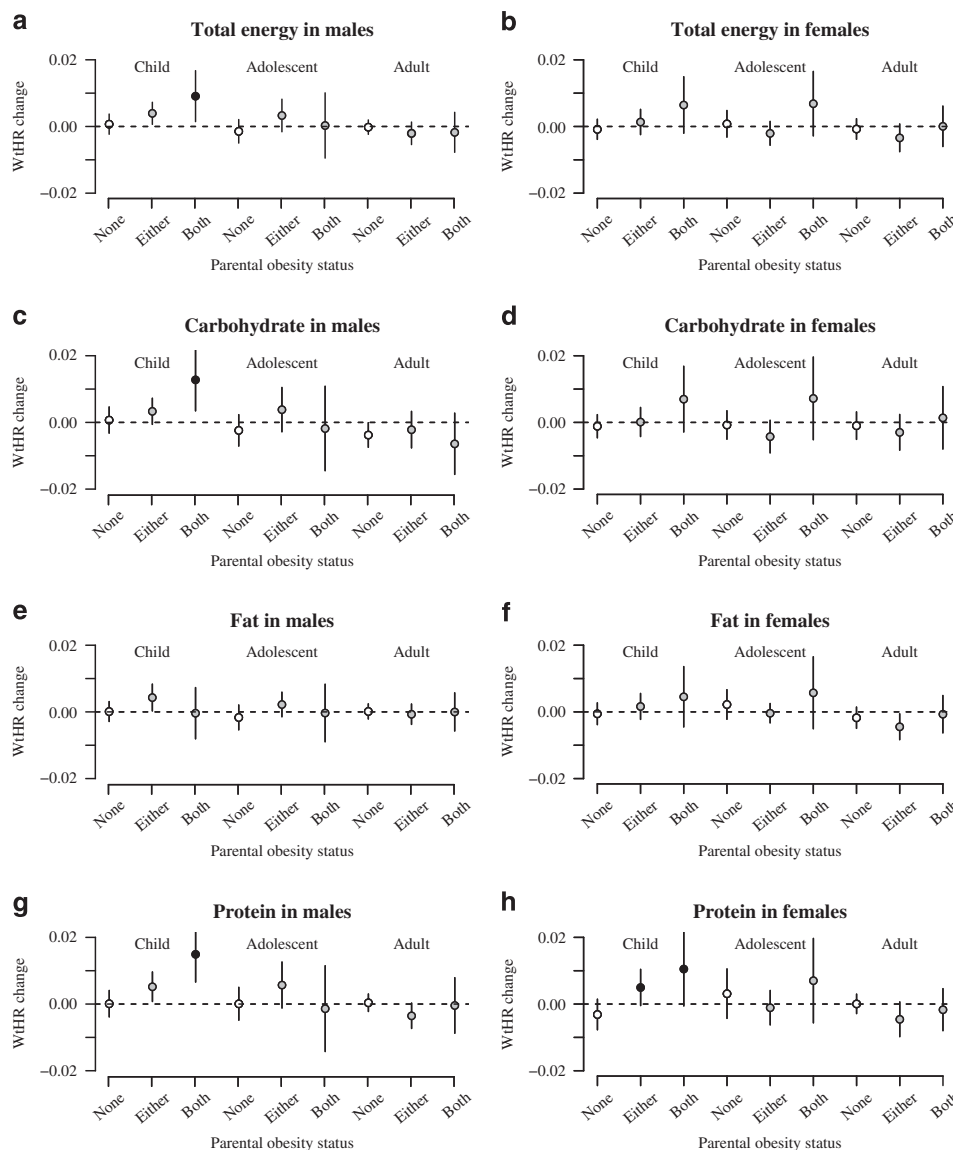 a Total energy in males
0.02
0.00
−0.02
WtHR change
Child Adolescent Adult
None Either Both None Either Both None Either Both
Parental obesity status
b Total energy in females
0.02
0.00
−0.02
WtHR change
Child Adolescent Adult
None Either Both None Either Both None Either Both
Parental obesity status
c Carbohydrate in males
0.02
0.00
−0.02
WtHR change
Child Adolescent Adult
None Either Both None Either Both None Either Both
Parental obesity status
d Carbohydrate in females
0.02
0.00
−0.02
WtHR change
Child Adolescent Adult
None Either Both None Either Both None Either Both
Parental obesity status
e Fat in males
0.02
0.00
−0.02
WtHR change
Child Adolescent Adult
None Either Both None Either Both None Either Both
Parental obesity status
f Fat in females
0.02
0.00
−0.02
WtHR change
Child Adolescent Adult
None Either Both None Either Both None Either Both
Parental obesity status
g Protein in males
0.02
0.00
−0.02
WtHR change
Child Adolescent Adult
None Either Both None Either Both None Either Both
Parental obesity status
h Protein in females
0.02
0.00
−0.02
WtHR change
Child Adolescent Adult
None Either Both None Either Both None Either Both
Parental obesity status